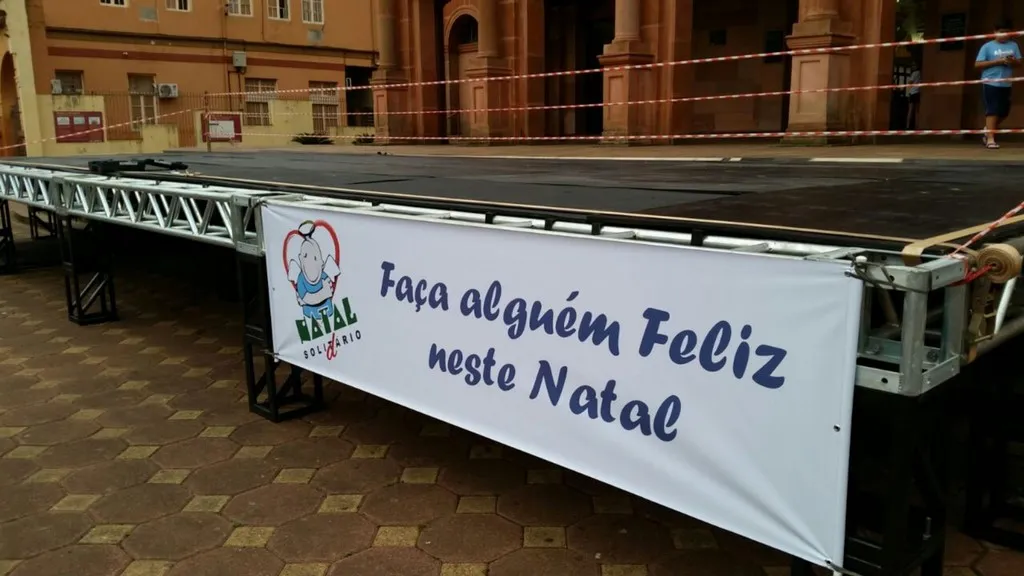 NATAL
SOLIdÁRIO
Faça alguém Feliz
neste Natal